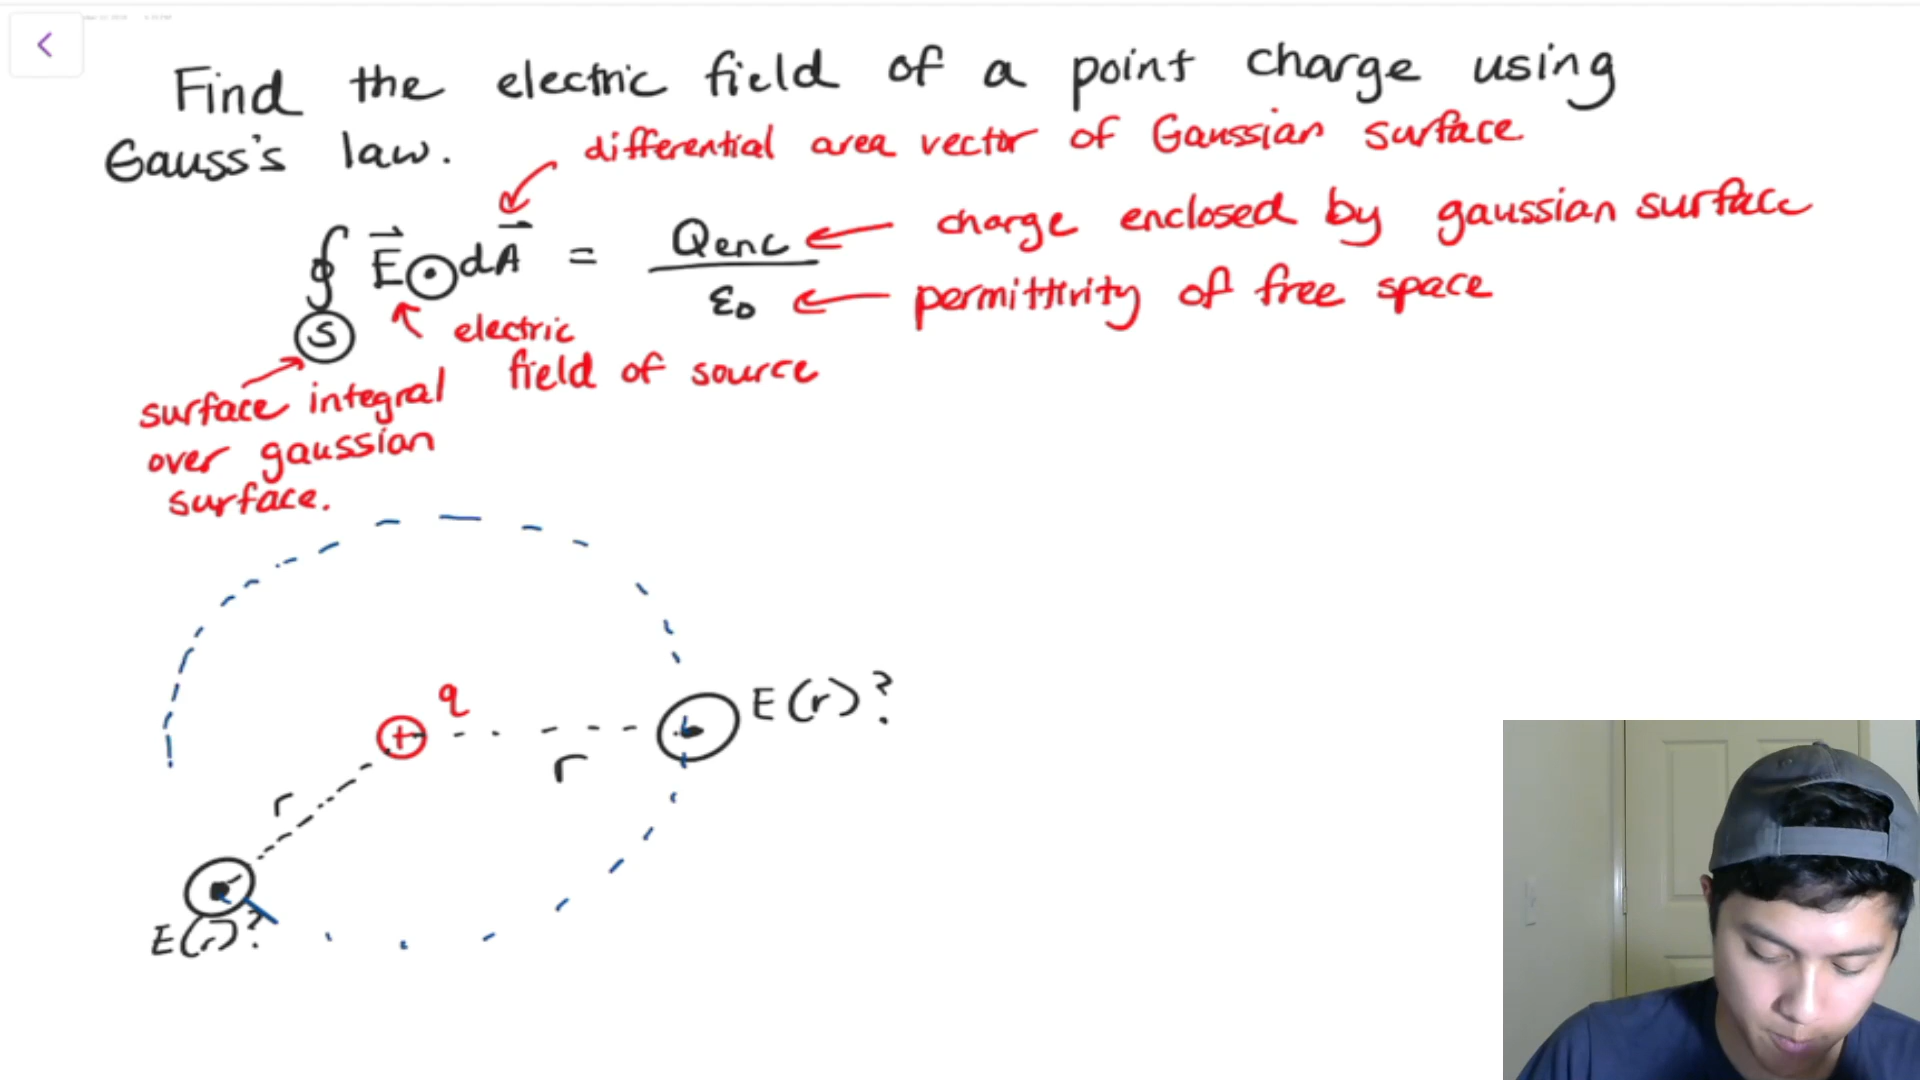 Find the electric field of a point charge using
Gauss's law.
differential area vector of Gaussian surface
∮ E⃗ ⊙ dA⃗ = Qenc / ε0
S
charge enclosed by gaussian surface
permittivity of free space
electric
field of source
surface integral
over gaussian
surface.
+ q
E(r)?
r
r
E(r)?